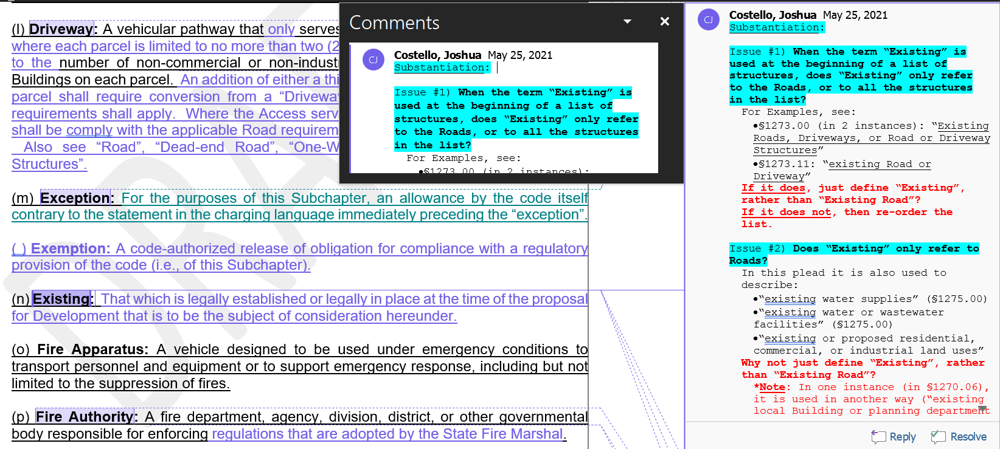 (l) Driveway: A vehicular pathway that only serves
where each parcel is limited to no more than two (2
to the number of non-commercial or non-industr
Buildings on each parcel. An addition of either a thi
parcel shall require conversion from a “Driveway
requirements shall apply. Where the Access serv
shall be comply with the applicable Road requirem
Also see “Road”, “Dead-end Road”, “One-W
Structures”.
(m) Exception: For the purposes of this Subchapter, an allowance by the code itself
contrary to the statement in the charging language immediately preceding the “exception”.
( ) Exemption: A code-authorized release of obligation for compliance with a regulatory
provision of the code (i.e., of this Subchapter).
(n) Existing: That which is legally established or legally in place at the time of the proposal
for Development that is to be the subject of consideration hereunder.
(o) Fire Apparatus: A vehicle designed to be used under emergency conditions to
transport personnel and equipment or to support emergency response, including but not
limited to the suppression of fires.
(p) Fire Authority: A fire department, agency, division, district, or other governmental
body responsible for enforcing regulations that are adopted by the State Fire Marshal.
DRAF
Comments
CJ
Costello, Joshua May 25, 2021
Substantiation:
Issue #1) When the term “Existing” is
used at the beginning of a list of
structures, does “Existing” only refer
to the Roads, or to all the structures
in the list?
For Examples, see:
•§1273.00 (in 2 instances):
CJ
Costello, Joshua May 25, 2021
Substantiation:
Issue #1) When the term “Existing” is
used at the beginning of a list of
structures, does “Existing” only refer
to the Roads, or to all the structures
in the list?
For Examples, see:
•§1273.00 (in 2 instances): “Existing
Roads, Driveways, or Road or Driveway
Structures”
•§1273.11: “existing Road or
Driveway”
If it does, just define “Existing”,
rather than “Existing Road”?
If it does not, then re-order the
list.
Issue #2) Does “Existing” only refer to
Roads?
In this plead it is also used to
describe:
•“existing water supplies” (§1275.00)
•“existing water or wastewater
facilities” (§1275.00)
•“existing or proposed residential,
commercial, or industrial land uses”
Why not just define “Existing”, rather
than “Existing Road”?
*Note: In one instance (in §1270.06),
it is used in another way (“existing
local Building or planning department
Reply
Resolve